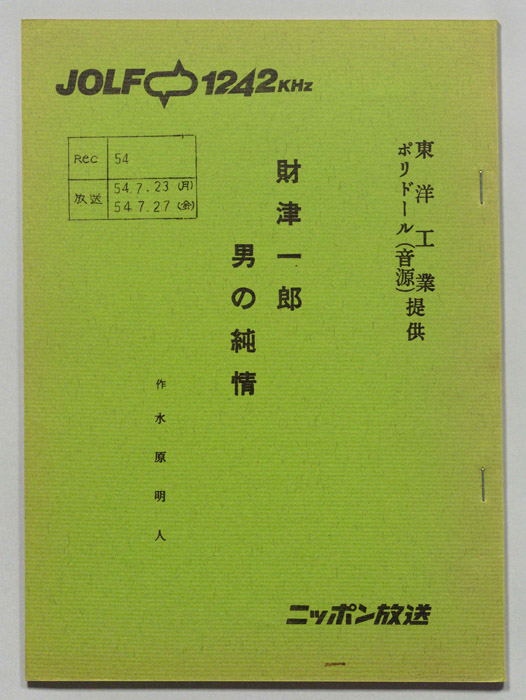 JOLF 1242 KHz
東洋工業
ポリドール(音源)提供
財津一郎
男の純情
作 水原明人
Rec 54
放送 54.7.23 (月)
54.7.27 (金)
ニッポン放送